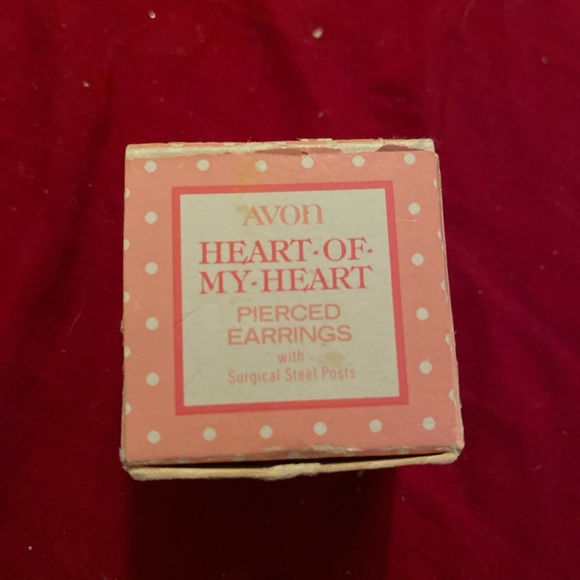 AVON
HEART-OF-
MY-HEART
PIERCED
EARRINGS
with
Surgical Steel Posts